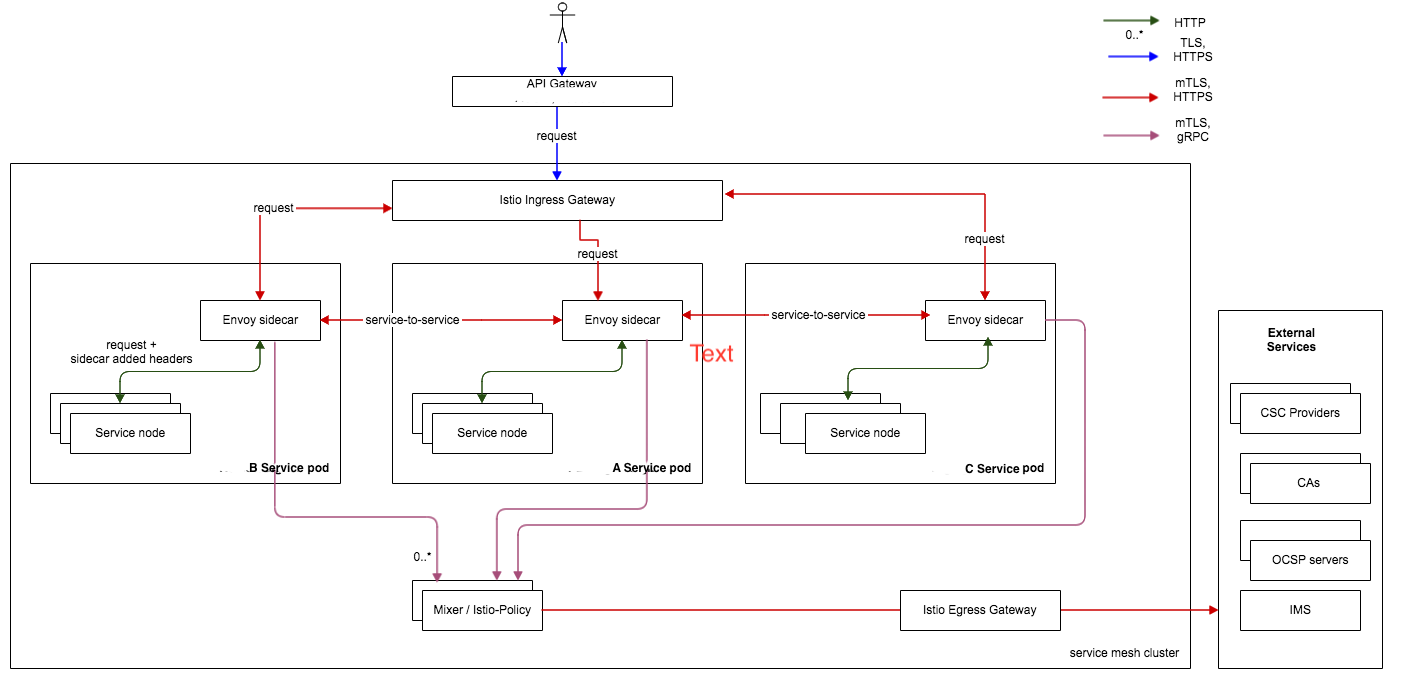 HTTP
0..*
TLS,
HTTPS
mTLS,
HTTPS
mTLS,
gRPC
API Gateway
request
Istio Ingress Gateway
request
request
request
Envoy sidecar
service-to-service
Envoy sidecar
service-to-service
Envoy sidecar
Text
request +
sidecar added headers
Service node
Service node
Service node
B Service pod
A Service pod
C Service pod
External
Services
CSC Providers
CAs
OCSP servers
IMS
0..*
Mixer / Istio-Policy
Istio Egress Gateway
service mesh cluster